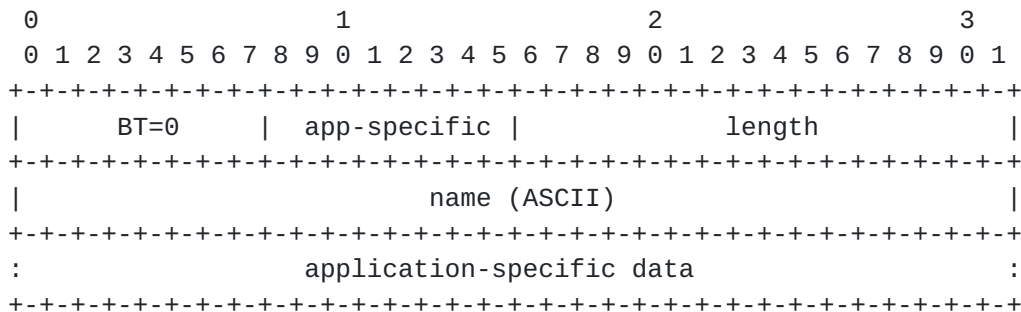 0                   1                   2                   3
 0 1 2 3 4 5 6 7 8 9 0 1 2 3 4 5 6 7 8 9 0 1 2 3 4 5 6 7 8 9 0 1
+-+-+-+-+-+-+-+-+-+-+-+-+-+-+-+-+-+-+-+-+-+-+-+-+-+-+-+-+-+-+-+-+
|      BT=0     |  app-specific |             length            |
+-+-+-+-+-+-+-+-+-+-+-+-+-+-+-+-+-+-+-+-+-+-+-+-+-+-+-+-+-+-+-+-+
|                          name (ASCII)                         |
+-+-+-+-+-+-+-+-+-+-+-+-+-+-+-+-+-+-+-+-+-+-+-+-+-+-+-+-+-+-+-+-+
:                  application-specific data                    :
+-+-+-+-+-+-+-+-+-+-+-+-+-+-+-+-+-+-+-+-+-+-+-+-+-+-+-+-+-+-+-+-+